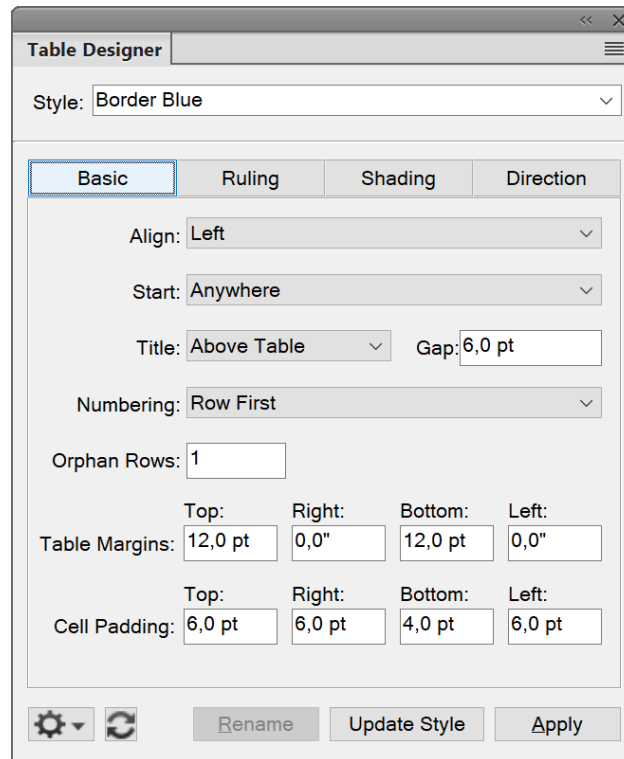 Table Designer
Style: Border Blue
Basic Ruling Shading Direction
Align: Left
Start: Anywhere
Title: Above Table Gap: 6,0 pt
Numbering: Row First
Orphan Rows: 1
Top: Right: Bottom: Left:
Table Margins: 12,0 pt 0,0" 12,0 pt 0,0"
Top: Right: Bottom: Left:
Cell Padding: 6,0 pt 6,0 pt 4,0 pt 6,0 pt
Rename Update Style Apply